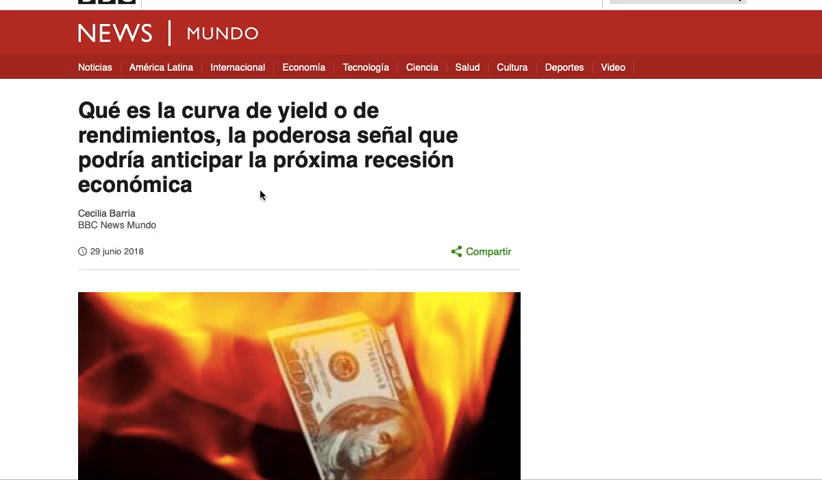 NEWS | MUNDO
Noticias América Latina Internacional Economía Tecnología Ciencia Salud Cultura Deportes Video
Qué es la curva de yield o de
rendimientos, la poderosa señal que
podría anticipar la próxima recesión
económica
Cecilia Barría
BBC News Mundo
29 junio 2018 Compartir
100